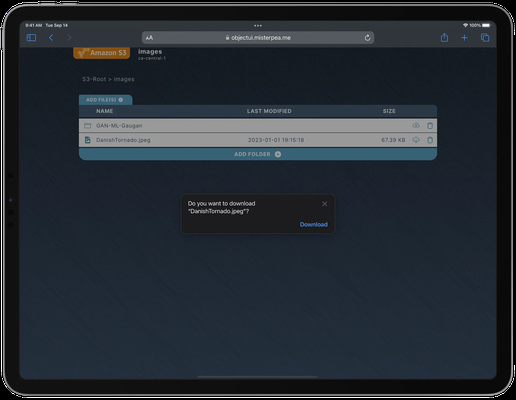 9:41 AM Tue Sep 14
100%
AA
objectui.misterpea.me
Amazon S3
images
ca-central-1
S3-Root > images
ADD FILE(S)
NAME LAST MODIFIED SIZE
GAN-ML-Gaugan
DanishTornado.jpeg 2023-01-01 19:15:19 67.39 KB
ADD FOLDER
Do you want to download
“DanishTornado.jpeg”?
Download